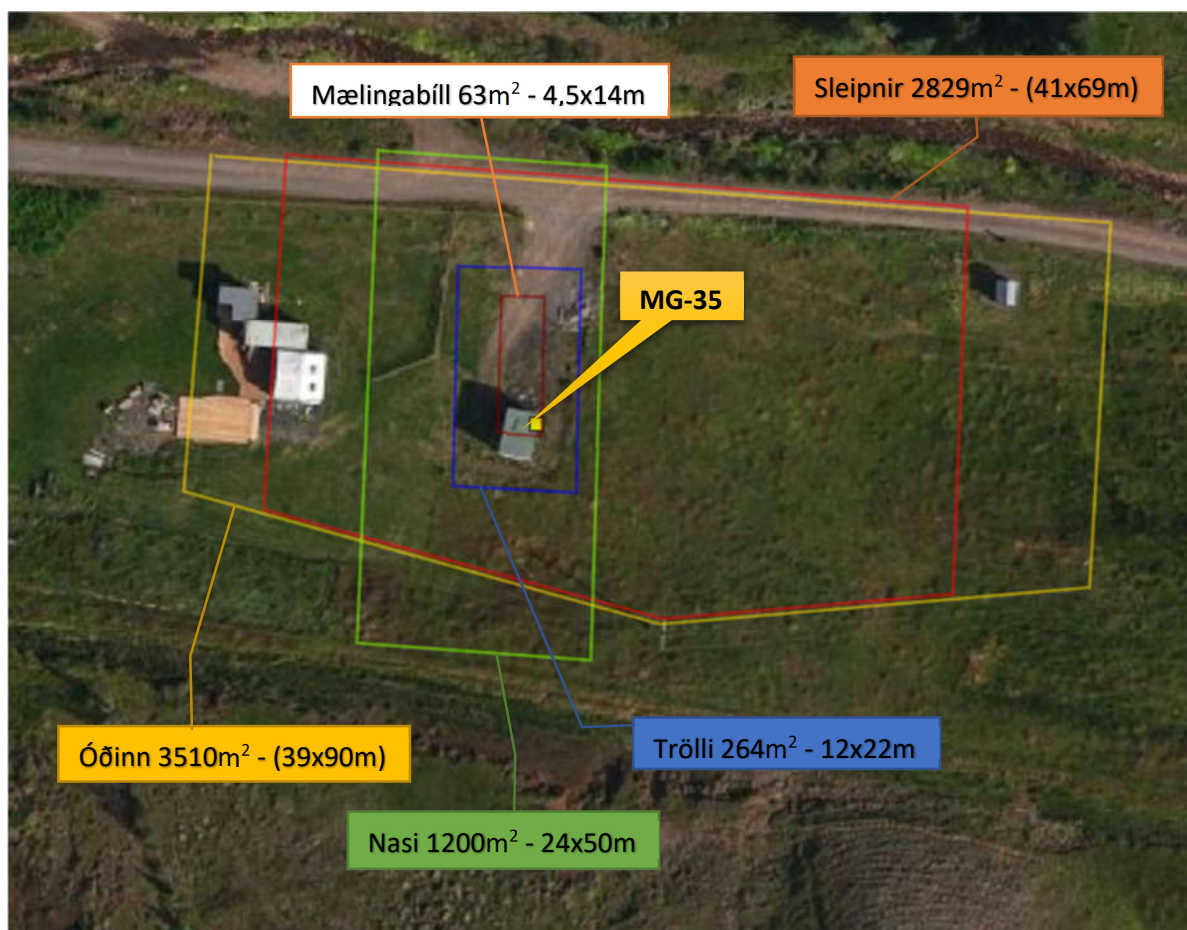 Mælingabíll 63m² - 4,5x14m
Sleipnir 2829m² - (41x69m)
MG-35
Óðinn 3510m² - (39x90m)
Trölli 264m² - 12x22m
Nasi 1200m² - 24x50m